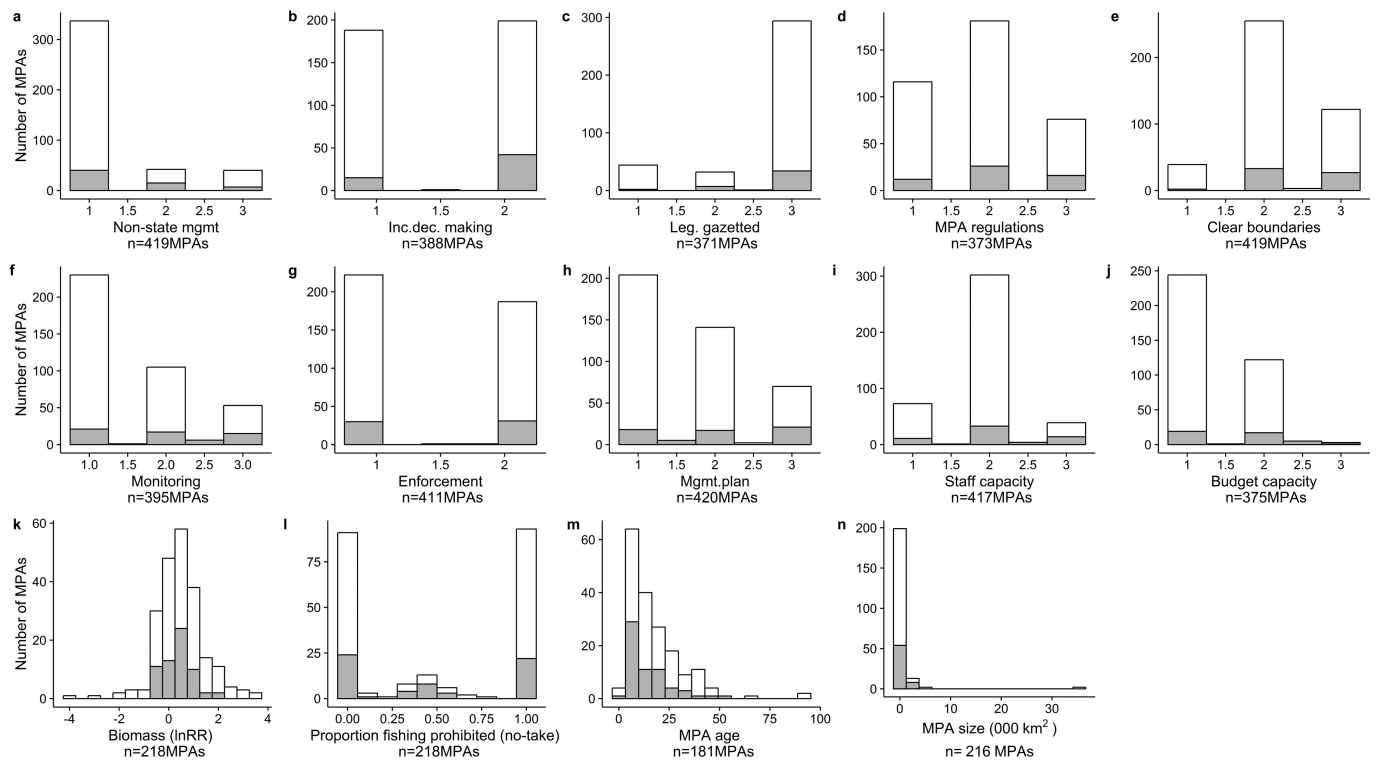 a
Number of MPAs
300
200
100
0
1 1.5 2 2.5 3
Non-state mgmt
n=419MPAs
b
200
150
100
50
0
1 1.5 2
Inc.dec. making
n=388MPAs
c
300
200
100
0
1 1.5 2 2.5 3
Leg. gazetted
n=371MPAs
d
150
100
50
0
1 1.5 2 2.5 3
MPA regulations
n=373MPAs
e
200
100
0
1 1.5 2 2.5 3
Clear boundaries
n=419MPAs
f
Number of MPAs
200
150
100
50
0
1.0 1.5 2.0 2.5 3.0
Monitoring
n=395MPAs
g
200
150
100
50
0
1 1.5 2
Enforcement
n=411MPAs
h
200
150
100
50
0
1 1.5 2 2.5 3
Mgmt.plan
n=420MPAs
i
300
200
100
0
1 1.5 2 2.5 3
Staff capacity
n=417MPAs
j
250
200
150
100
50
0
1 1.5 2 2.5 3
Budget capacity
n=375MPAs
k
Number of MPAs
60
40
20
0
-4 -2 0 2 4
Biomass (lnRR)
n=218MPAs
l
75
50
25
0
0.00 0.25 0.50 0.75 1.00
Proportion fishing prohibited (no-take)
n=218MPAs
m
60
40
20
0
0 25 50 75 100
MPA age
n=181MPAs
n
200
150
100
50
0
0 10 20 30
MPA size (000 km²)
n= 216 MPAs